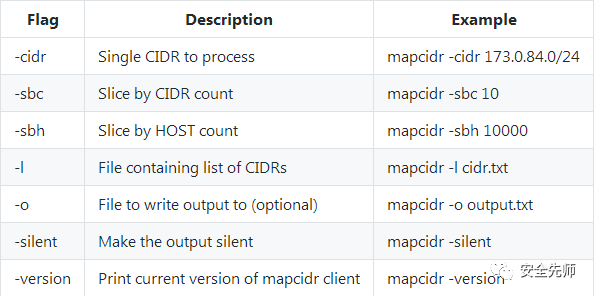 Flag Description Example
-cidr Single CIDR to process mapcidr -cidr 173.0.84.0/24
-sbc Slice by CIDR count mapcidr -sbc 10
-sbh Slice by HOST count mapcidr -sbh 10000
-l File containing list of CIDRs mapcidr -l cidr.txt
-o File to write output to (optional) mapcidr -o output.txt
-silent Make the output silent mapcidr -silent
-version Print current version of mapcidr client mapcidr -version
安全先师